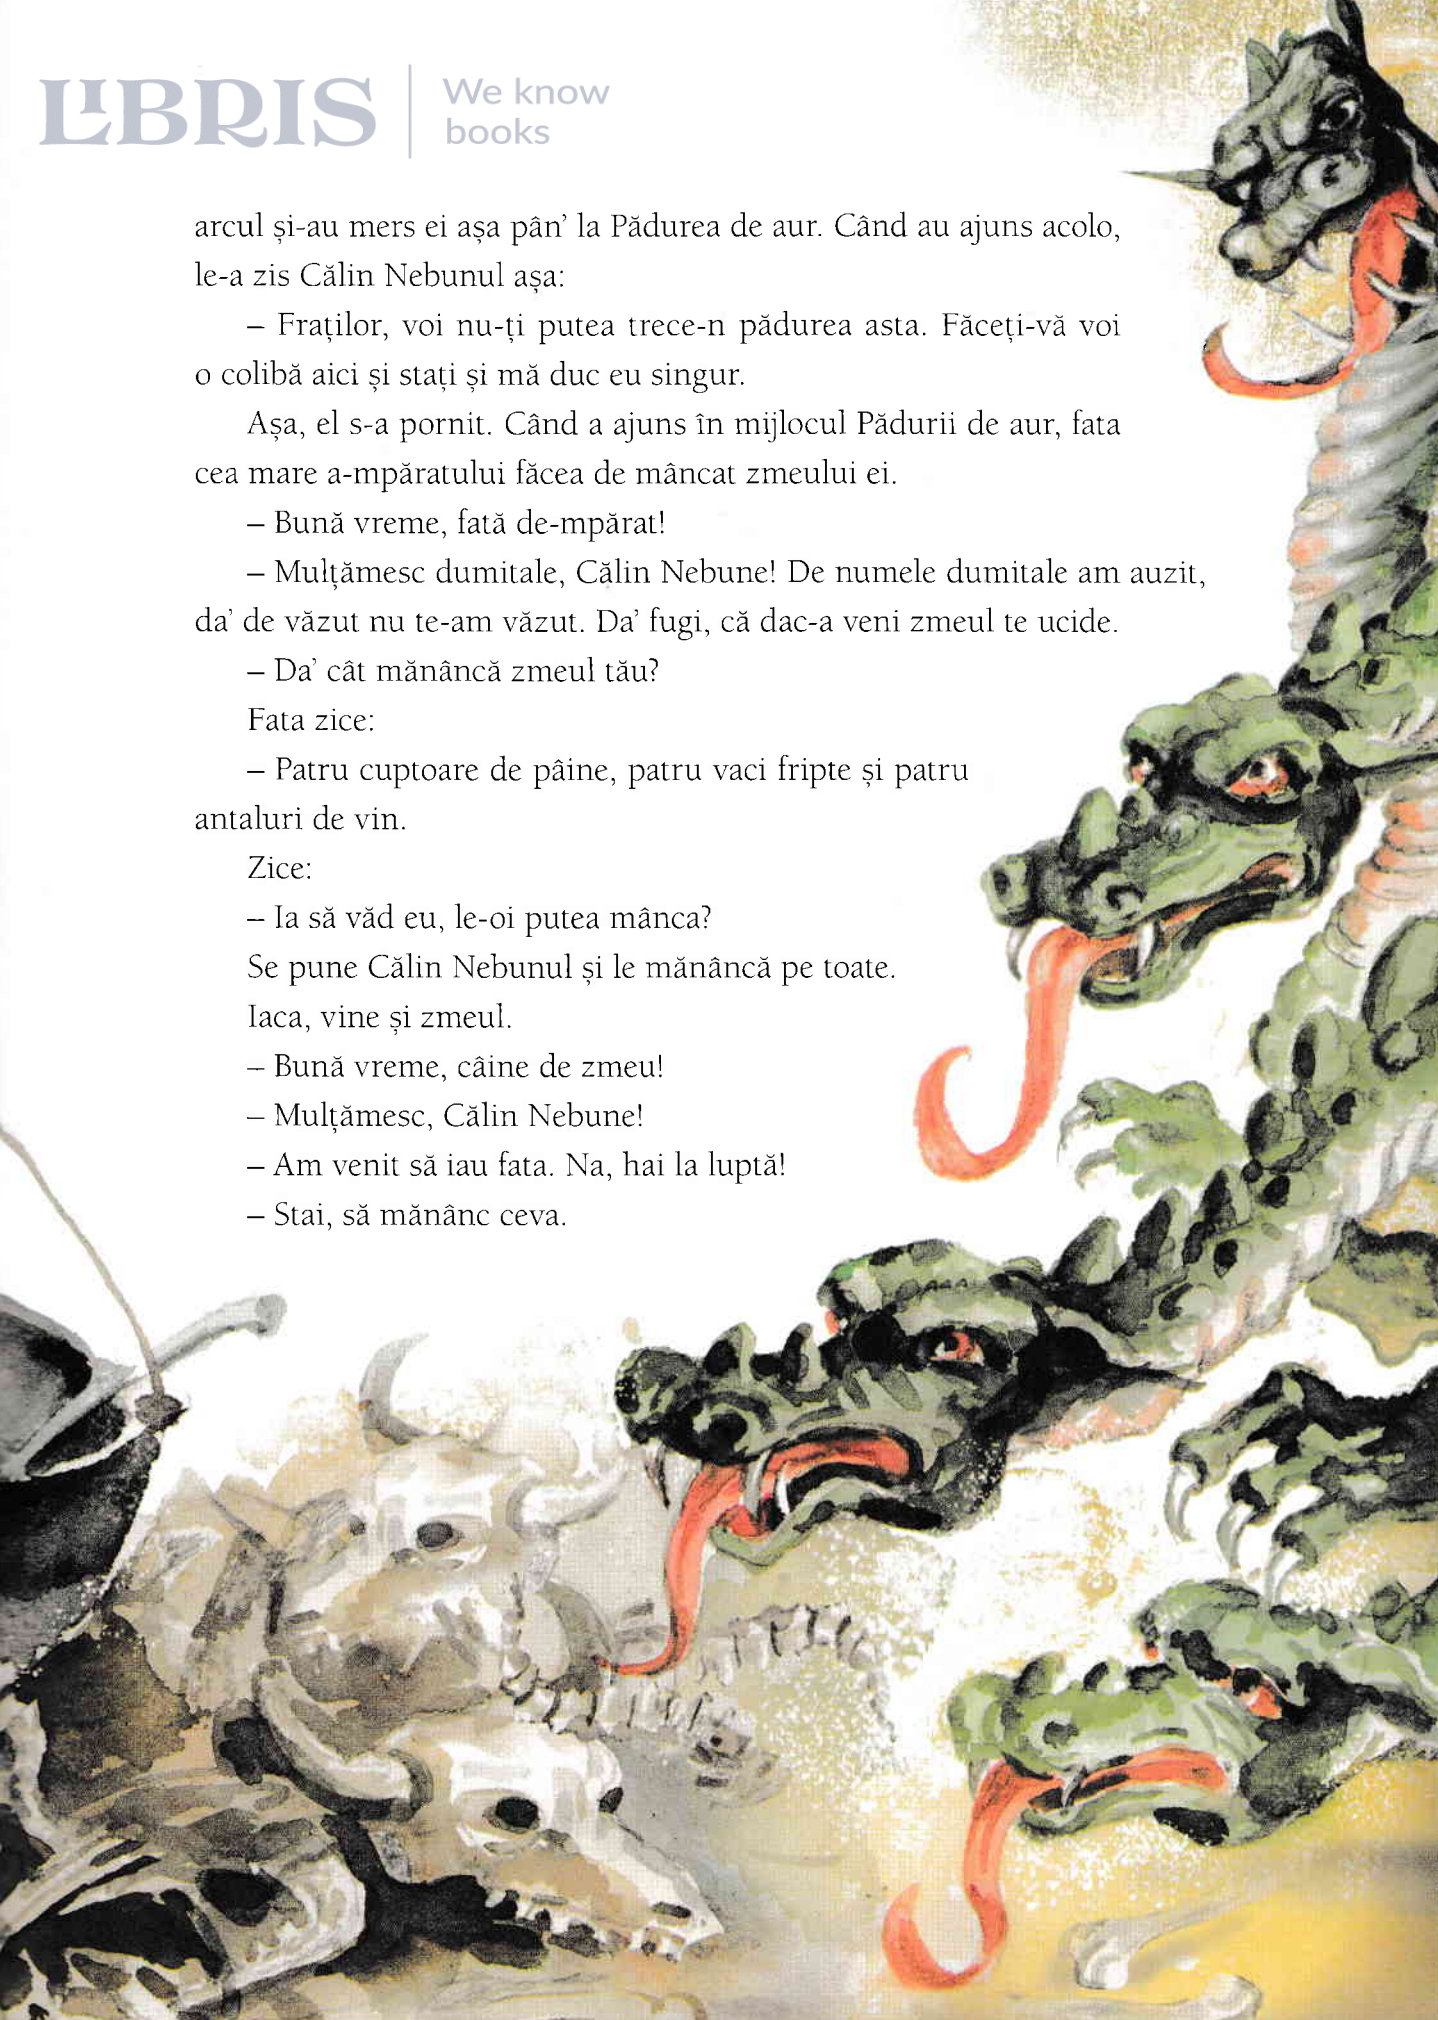 LIBRIS
We know
books
arcul și-au mers ei așa pân’ la Pădurea de aur. Când au ajuns acolo,
le-a zis Călin Nebunul așa:
– Fraților, voi nu-ți putea trece-n pădurea asta. Făceți-vă voi
o colibă aici și stați și mă duc eu singur.
Așa, el s-a pornit. Când a ajuns în mijlocul Pădurii de aur, fata
cea mare a-mpăratului făcea de mâncat zmeului ei.
– Bună vreme, fată de-mpărat!
– Mulțămesc dumitale, Călin Nebune! De numele dumitale am auzit,
da’ de văzut nu te-am văzut. Da’ fugi, că dac-a veni zmeul te ucide.
– Da’ cât mănâncă zmeul tău?
Fata zice:
– Patru cuptoare de pâine, patru vaci fripte și patru
antaluri de vin.
Zice:
– Ia să văd eu, le-oi putea mânca?
Se pune Călin Nebunul și le mănâncă pe toate.
Iaca, vine și zmeul.
– Bună vreme, câine de zmeu!
– Mulțămesc, Călin Nebune!
– Am venit să iau fata. Na, hai la luptă!
– Stai, să mănânc ceva.